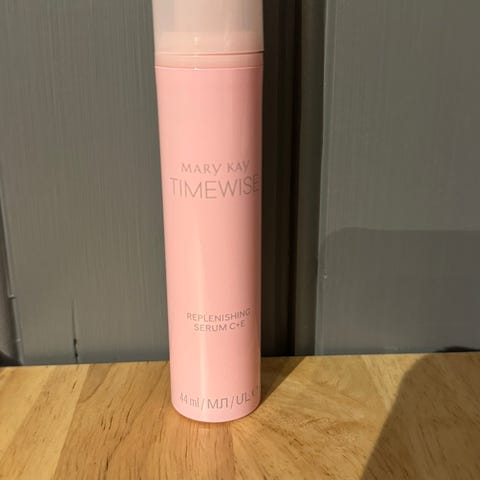 MARY KAY
TIMEWISE
REPLENISHING
SERUM C+E
44 ml / МЛ / UL